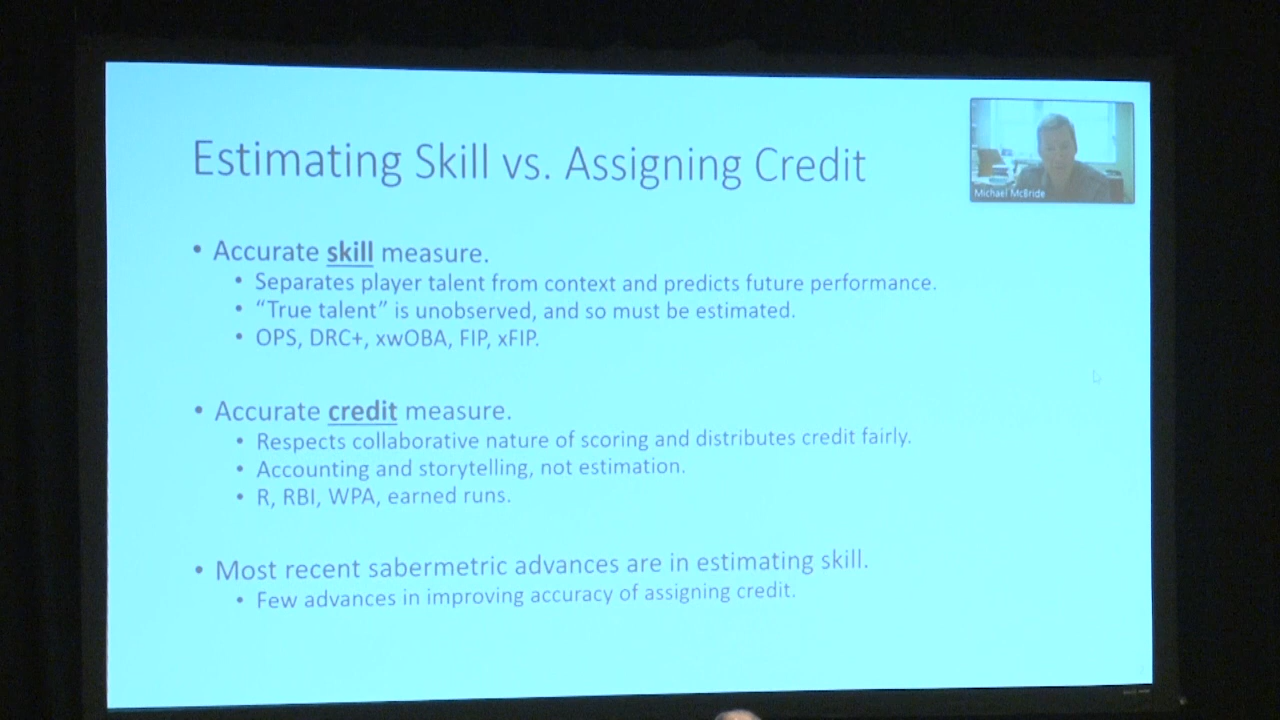 Estimating Skill vs. Assigning Credit
Michael McBride
• Accurate skill measure.
• Separates player talent from context and predicts future performance.
• “True talent” is unobserved, and so must be estimated.
• OPS, DRC+, xwOBA, FIP, xFIP.
• Accurate credit measure.
• Respects collaborative nature of scoring and distributes credit fairly.
• Accounting and storytelling, not estimation.
• R, RBI, WPA, earned runs.
• Most recent sabermetric advances are in estimating skill.
• Few advances in improving accuracy of assigning credit.